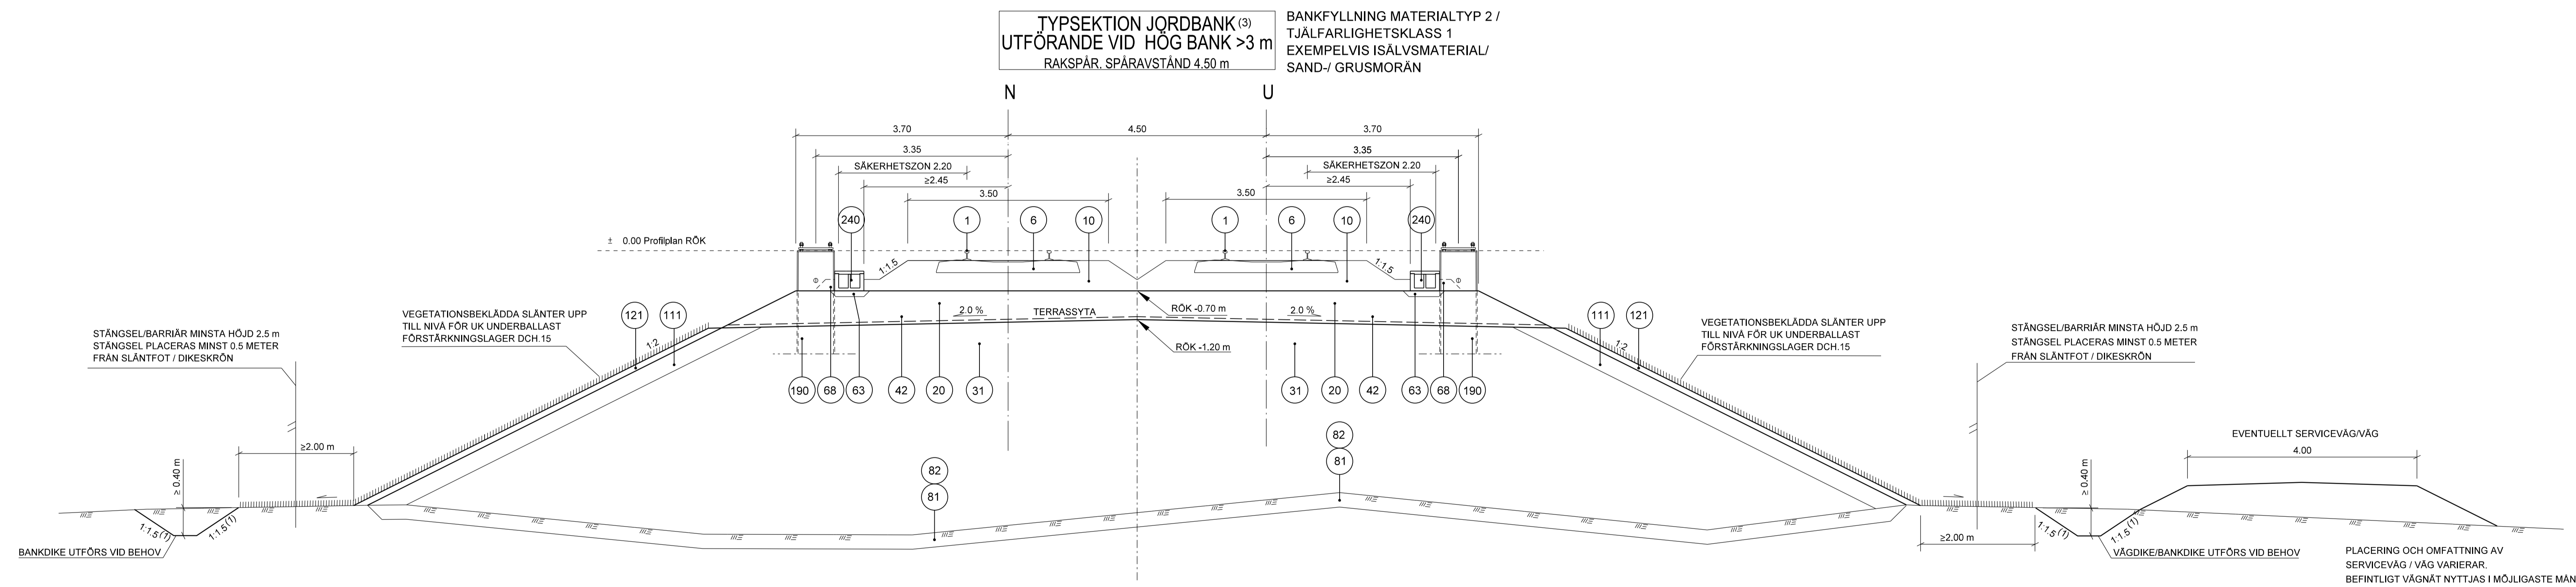 TYPSEKTION JORDBANK (3)
UTFÖRANDE VID HÖG BANK >3 m
RAKSPÅR. SPÅRAVSTÅND 4.50 m
BANKFYLLNING MATERIALTYP 2 /
TJÄLFARLIGHETSKLASS 1
EXEMPELVIS ISÄLVSMATERIAL/
SAND-/ GRUSMORÄN
N
U
3.70
4.50
3.70
3.35
3.35
SÄKERHETSZON 2.20
SÄKERHETSZON 2.20
≥2.45
≥2.45
3.50
3.50
240
1
6
10
1
6
10
240
± 0.00 Profilplan RÖK
1:1.5
1:1.5
RÖK -0.70 m
2.0 %
TERRASSYTA
2.0 %
RÖK -1.20 m
VEGETATIONSBEKLÄDDA SLÄNTER UPP
TILL NIVÅ FÖR UK UNDERBALLAST
FÖRSTÄRKNINGSLAGER DCH.15
121
111
1:2
111
121
1:2
VEGETATIONSBEKLÄDDA SLÄNTER UPP
TILL NIVÅ FÖR UK UNDERBALLAST
FÖRSTÄRKNINGSLAGER DCH.15
STÄNGSEL/BARRIÄR MINSTA HÖJD 2.5 m
STÄNGSEL PLACERAS MINST 0.5 METER
FRÅN SLÄNTFOT / DIKESKRÖN
STÄNGSEL/BARRIÄR MINSTA HÖJD 2.5 m
STÄNGSEL PLACERAS MINST 0.5 METER
FRÅN SLÄNTFOT / DIKESKRÖN
190
68
63
42
20
31
31
20
42
63
68
190
82
81
82
81
≥ 0.40 m
≥2.00 m
1:1.5(1)
1:1.5(1)
BANKDIKE UTFÖRS VID BEHOV
EVENTUELLT SERVICEVÄG/VÄG
4.00
≥ 0.40 m
≥2.00 m
1:1.5(1)
1:1.5(1)
VÄGDIKE/BANKDIKE UTFÖRS VID BEHOV
PLACERING OCH OMFATTNING AV
SERVICEVÄG / VÄG VARIERAR.
BEFINTLIGT VÄGNÄT NYTTJAS I MÖJLIGASTE MÅN